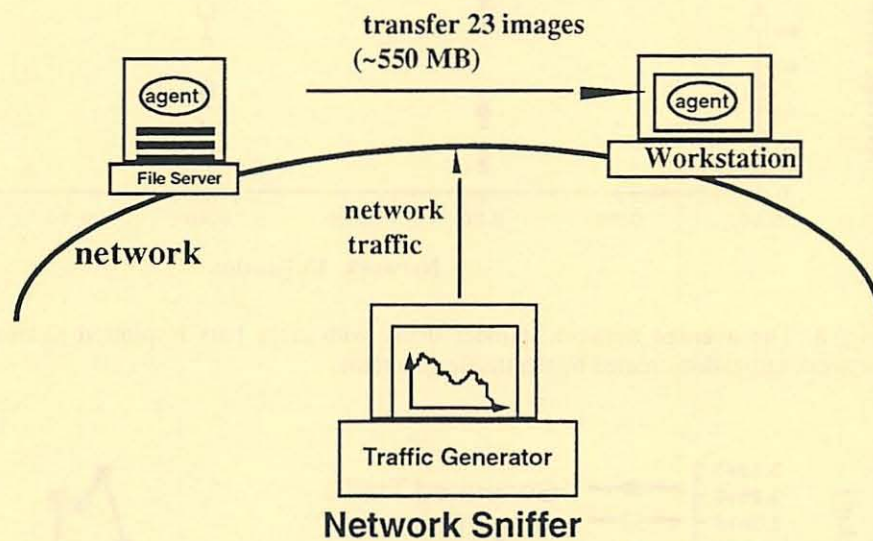 transfer 23 images
(~550 MB)
agent
agent
File Server
Workstation
network
network
traffic
Traffic Generator
Network Sniffer